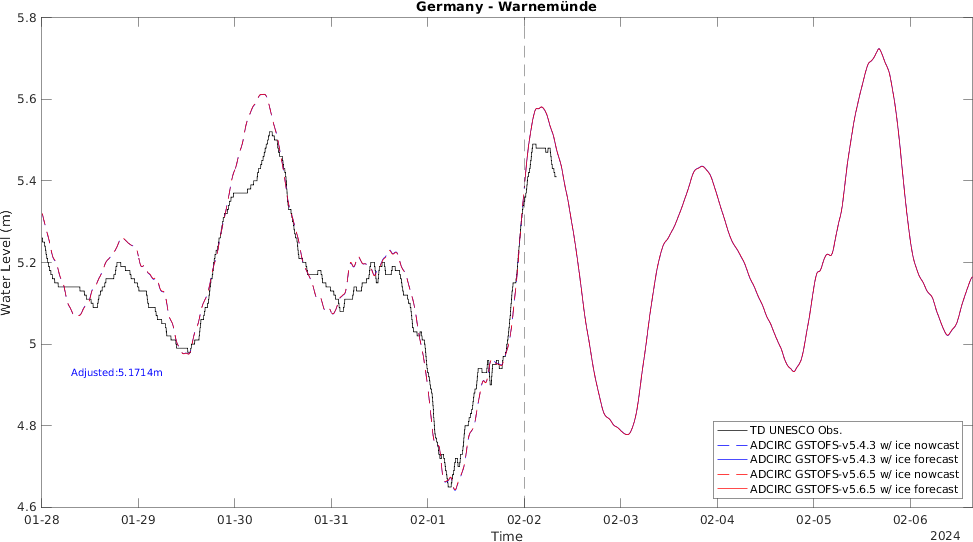 Germany - Warnemünde
Water Level (m)
5.8
5.6
5.4
5.2
5
4.8
4.6
Adjusted:5.1714m
TD UNESCO Obs.
ADCIRC GSTOFS-v5.4.3 w/ ice nowcast
ADCIRC GSTOFS-v5.4.3 w/ ice forecast
ADCIRC GSTOFS-v5.6.5 w/ ice nowcast
ADCIRC GSTOFS-v5.6.5 w/ ice forecast
01-28 01-29 01-30 01-31 02-01 02-02 02-03 02-04 02-05 02-06
Time
2024